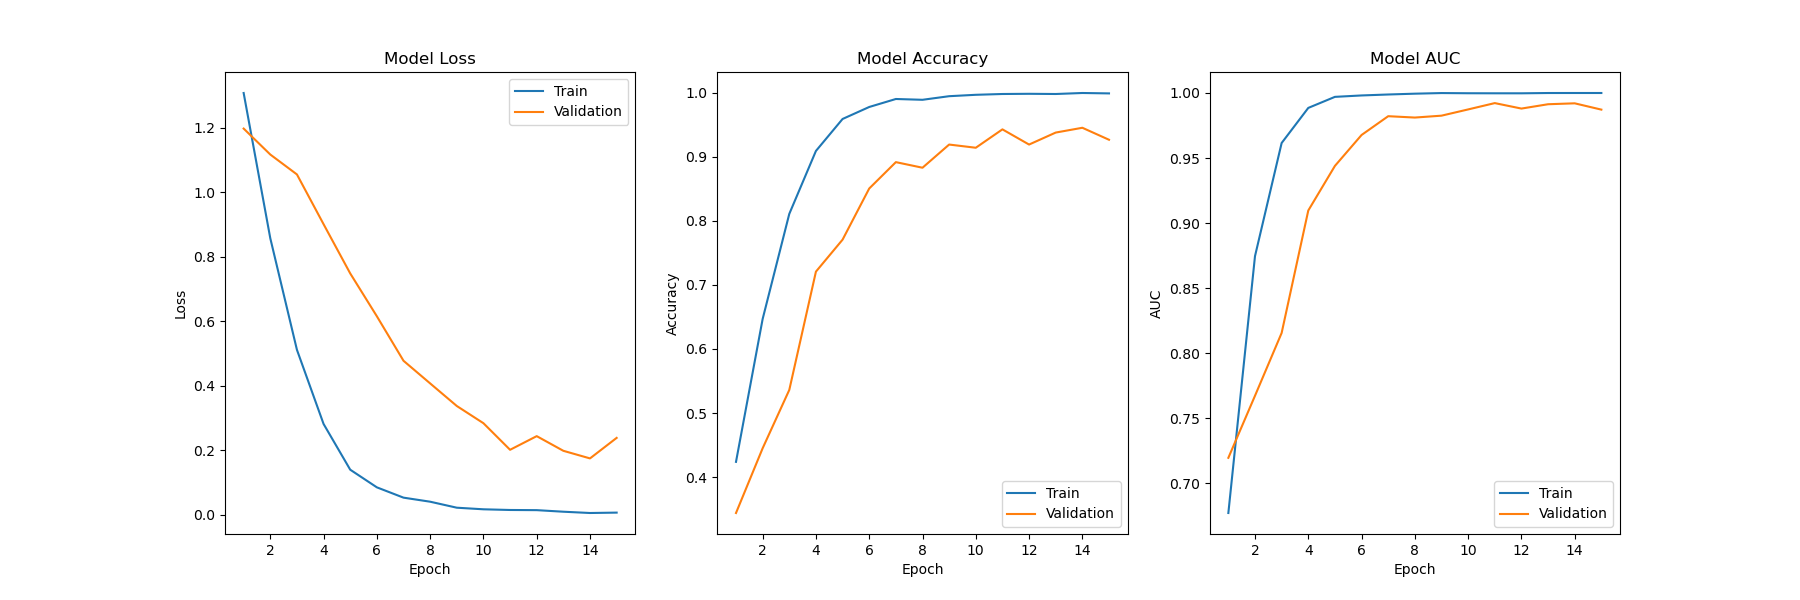 Model Loss
Train
Validation
1.2
1.0
0.8
0.6
0.4
0.2
0.0
Loss
2 4 6 8 10 12 14
Epoch
Model Accuracy
1.0
0.9
0.8
0.7
0.6
0.5
0.4
Accuracy
Train
Validation
2 4 6 8 10 12 14
Epoch
Model AUC
1.00
0.95
0.90
0.85
0.80
0.75
0.70
AUC
Train
Validation
2 4 6 8 10 12 14
Epoch